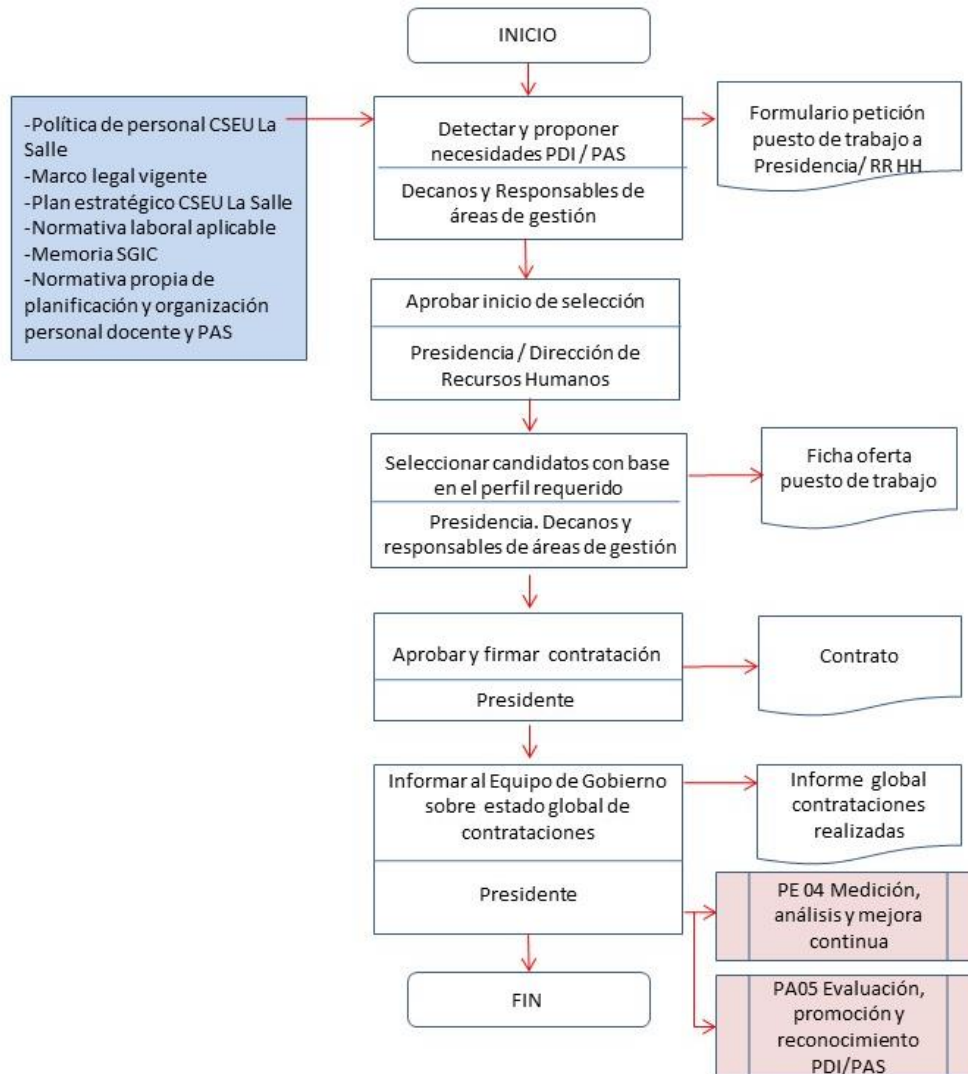 INICIO
-Política de personal CSEU La
Salle
-Marco legal vigente
-Plan estratégico CSEU La Salle
-Normativa laboral aplicable
-Memoria SGIC
-Normativa propia de
planificación y organización
personal docente y PAS
Detectar y proponer
necesidades PDI / PAS
Decanos y Responsables de
áreas de gestión
Formulario petición
puesto de trabajo a
Presidencia/ RR HH
Aprobar inicio de selección
Presidencia / Dirección de
Recursos Humanos
Seleccionar candidatos con base
en el perfil requerido
Presidencia. Decanos y
responsables de áreas de gestión
Ficha oferta
puesto de trabajo
Aprobar y firmar contratación
Presidente
Contrato
Informar al Equipo de Gobierno
sobre estado global de
contrataciones
Presidente
Informe global
contrataciones
realizadas
PE 04 Medición,
análisis y mejora
continua
FIN
PA05 Evaluación,
promoción y
reconocimiento
PDI/PAS